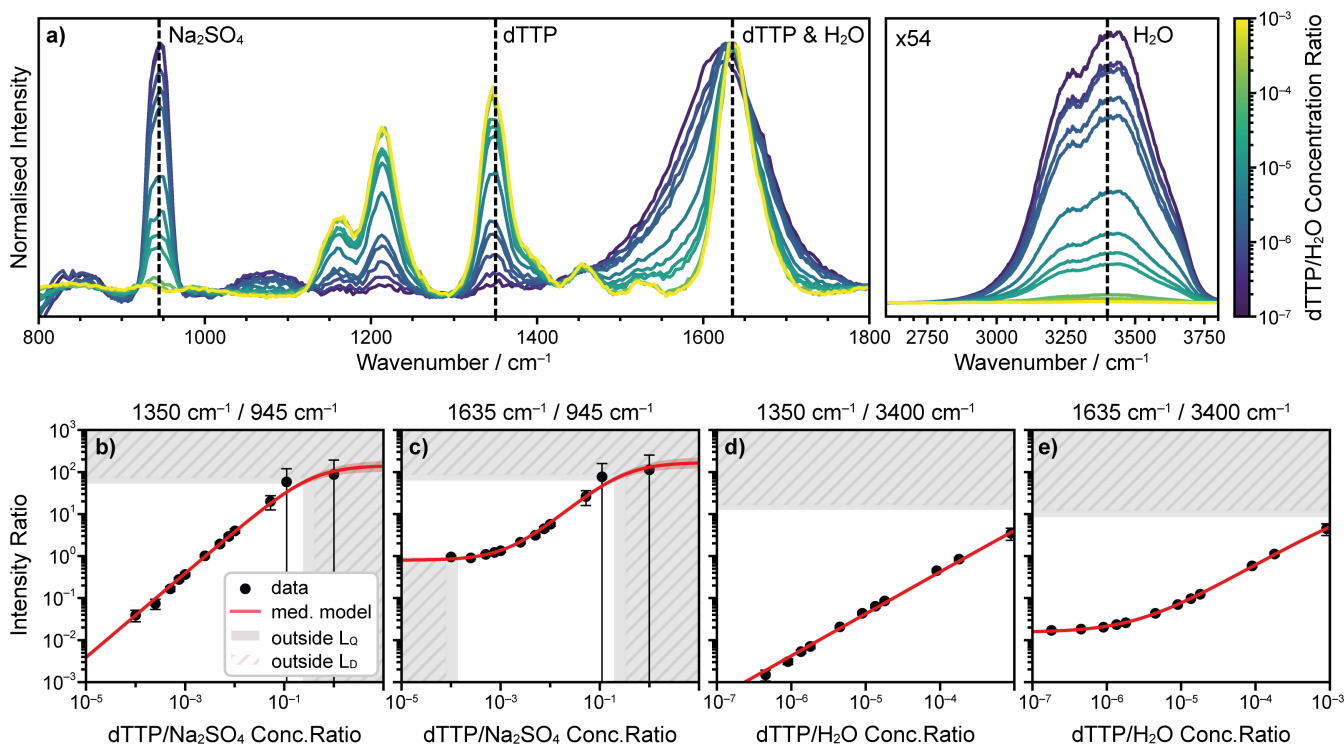 a)
Na₂SO₄
dTTP
dTTP & H₂O
x54
H₂O
Normalised Intensity
800
1000
1200
1400
1600
1800
Wavenumber / cm⁻¹
3000
3250
3500
3750
Wavenumber / cm⁻¹
10⁻³
10⁻⁴
10⁻⁵
10⁻⁶
10⁻⁷
dTTP/H₂O Concentration Ratio
1350 cm⁻¹ / 945 cm⁻¹
1635 cm⁻¹ / 945 cm⁻¹
1350 cm⁻¹ / 3400 cm⁻¹
1635 cm⁻¹ / 3400 cm⁻¹
Intensity Ratio
10³
10²
10¹
10⁰
10⁻¹
10⁻²
10⁻³
b)
data
med. model
outside L_Q
outside L_D
10⁻⁵
10⁻³
10⁻¹
dTTP/Na₂SO₄ Conc.Ratio
c)
10⁻⁵
10⁻³
10⁻¹
dTTP/Na₂SO₄ Conc.Ratio
d)
10⁻⁷
10⁻⁶
10⁻⁵
10⁻⁴
dTTP/H₂O Conc.Ratio
e)
10⁻⁷
10⁻⁶
10⁻⁵
10⁻⁴
10⁻³
dTTP/H₂O Conc.Ratio